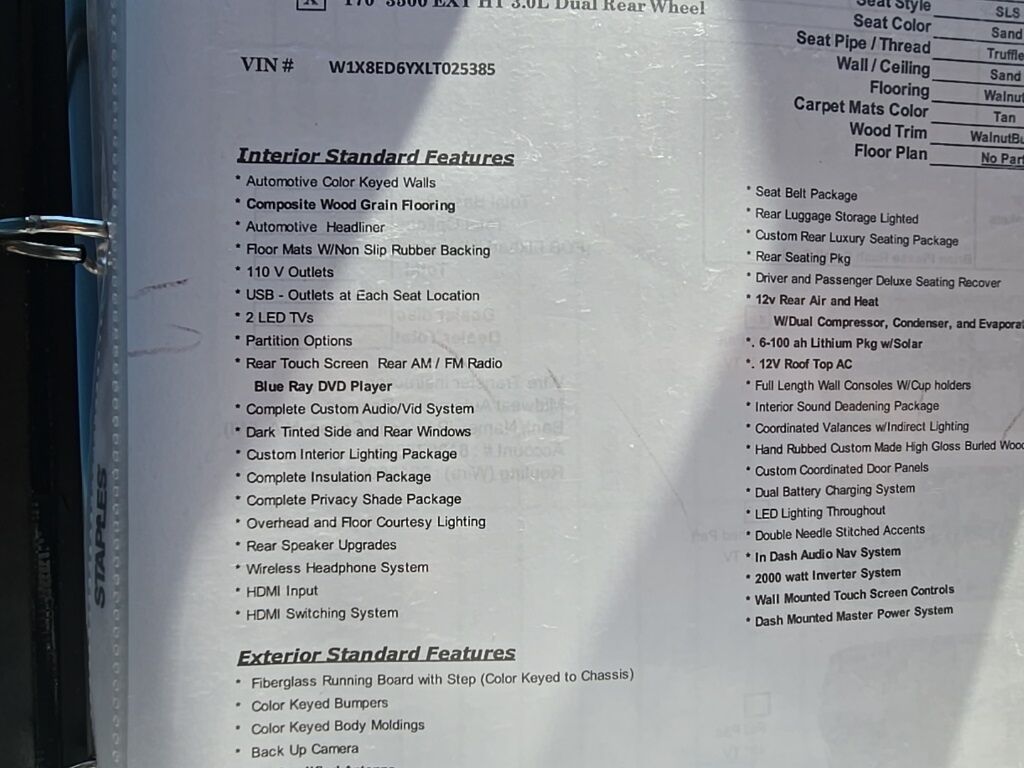 X 170" 3500 EXT HT 3.0L Dual Rear Wheel
VIN # W1X8ED6YXLT025385
Seat Style SLS
Seat Color Sand
Seat Pipe / Thread Truffle
Wall / Ceiling Sand
Flooring Walnut
Carpet Mats Color Tan
Wood Trim WalnutBu
Floor Plan No Part
Interior Standard Features
* Automotive Color Keyed Walls
* Composite Wood Grain Flooring
* Automotive Headliner
* Floor Mats W/Non Slip Rubber Backing
* 110 V Outlets
* USB - Outlets at Each Seat Location
* 2 LED TVs
* Partition Options
* Rear Touch Screen Rear AM / FM Radio
Blue Ray DVD Player
* Complete Custom Audio/Vid System
* Dark Tinted Side and Rear Windows
* Custom Interior Lighting Package
* Complete Insulation Package
* Complete Privacy Shade Package
* Overhead and Floor Courtesy Lighting
* Rear Speaker Upgrades
* Wireless Headphone System
* HDMI Input
* HDMI Switching System
* Seat Belt Package
* Rear Luggage Storage Lighted
* Custom Rear Luxury Seating Package
* Rear Seating Pkg
* Driver and Passenger Deluxe Seating Recover
* 12v Rear Air and Heat
W/Dual Compressor, Condenser, and Evaporat
*. 6-100 ah Lithium Pkg w/Solar
*. 12V Roof Top AC
* Full Length Wall Consoles W/Cup holders
* Interior Sound Deadening Package
* Coordinated Valances w/Indirect Lighting
* Hand Rubbed Custom Made High Gloss Burled Wood
* Custom Coordinated Door Panels
* Dual Battery Charging System
* LED Lighting Throughout
* Double Needle Stitched Accents
* In Dash Audio Nav System
* 2000 watt Inverter System
* Wall Mounted Touch Screen Controls
* Dash Mounted Master Power System
Exterior Standard Features
* Fiberglass Running Board with Step (Color Keyed to Chassis)
* Color Keyed Bumpers
* Color Keyed Body Moldings
* Back Up Camera
STAPLES